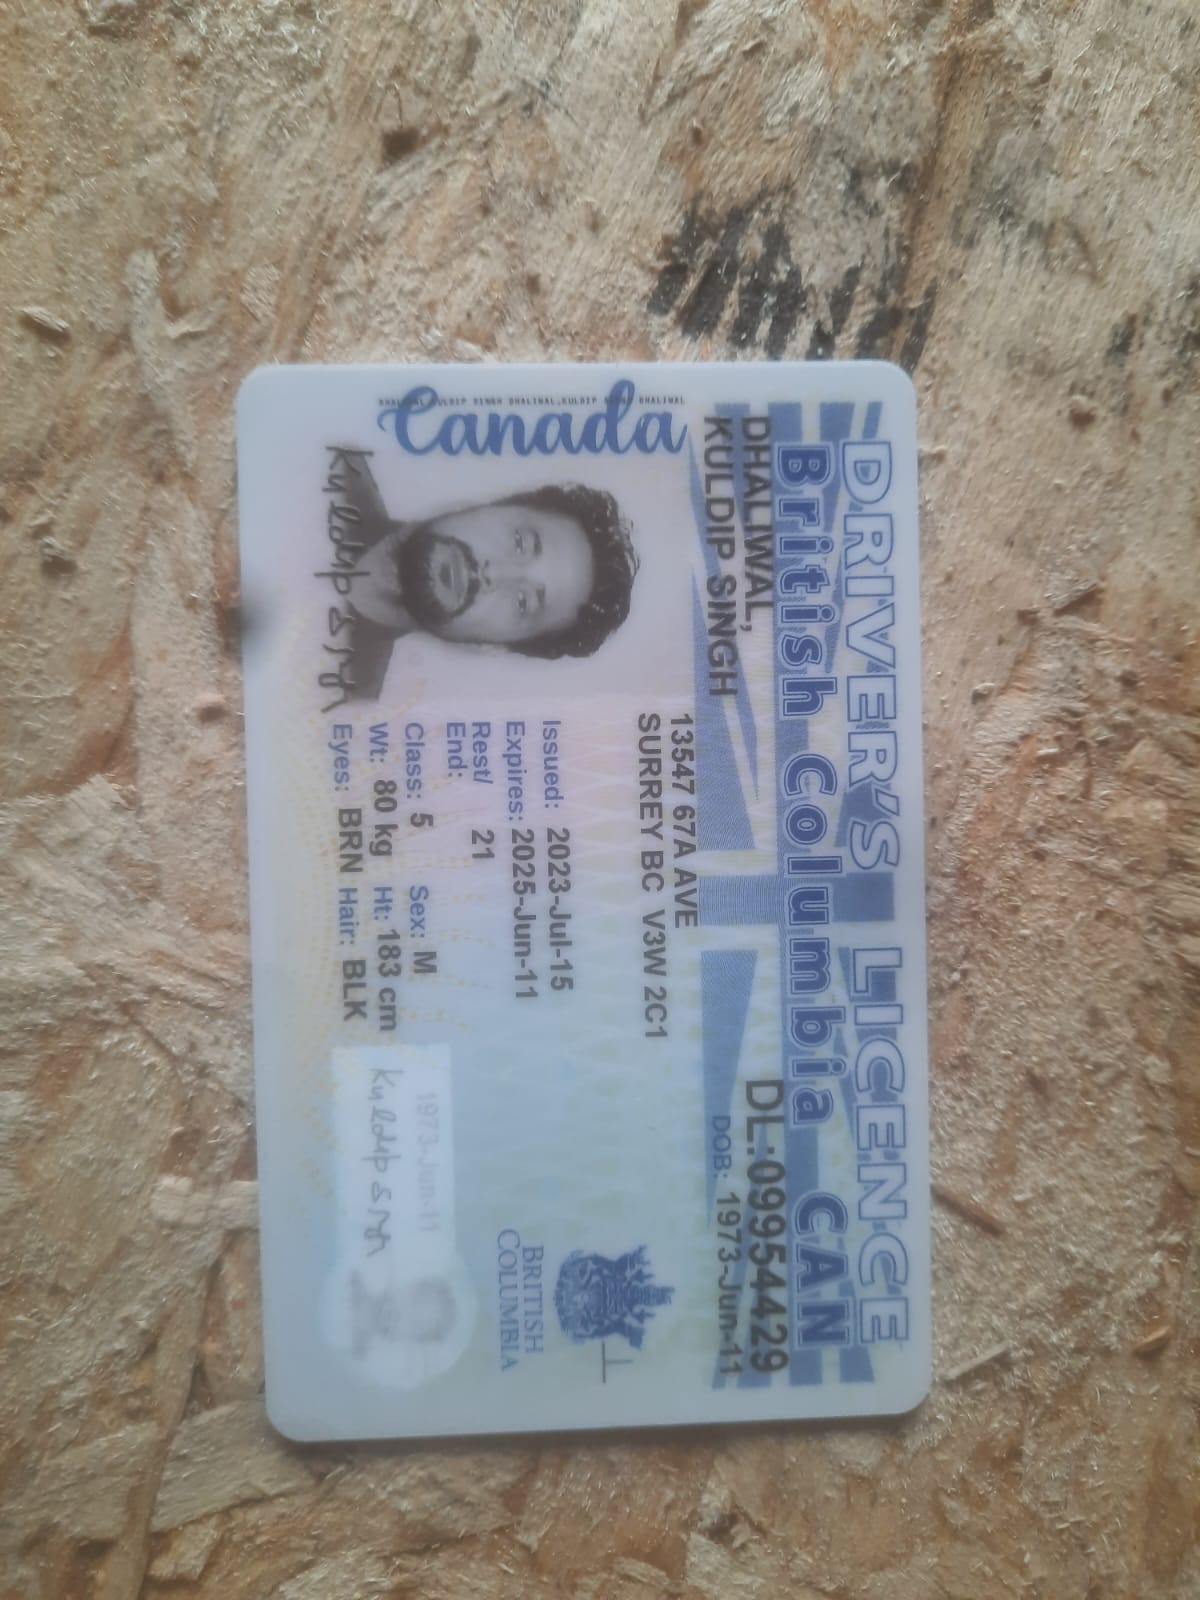 DRIVER'S LICENCE
British Columbia CAN
DHALIWAL,
KULDIP SINGH
DL:09954429
DOB: 1973-Jun-11
13547 67A AVE
SURREY BC V3W 2C1
Canada
Issued: 2023-Jul-15
Expires: 2025-Jun-11
Rest/ 21
End:
Class: 5 Sex: M
Wt: 80 kg Ht: 183 cm
Eyes: BRN Hair: BLK
BRITISH
COLUMBIA
1973-Jun-11